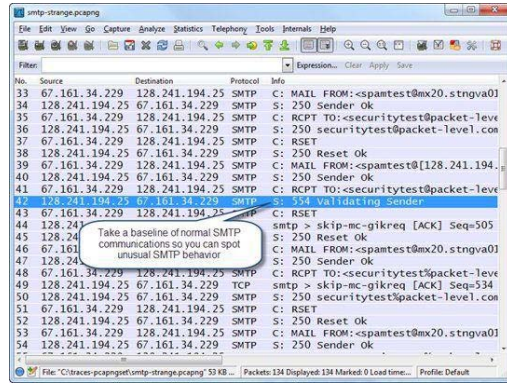 smtp-strange.pcapng
File Edit View Go Capture Analyze Statistics Telephony Tools Internals Help
Filter: Expression... Clear Apply Save
No. Source Destination Protocol Info
33 67.161.34.229 128.241.194.25 SMTP C: MAIL FROM:<spamtest@mx20.stngva01
34 128.241.194.25 67.161.34.229 SMTP S: 250 Sender Ok
35 67.161.34.229 128.241.194.25 SMTP C: RCPT TO:<securitytest@packet-leve
36 128.241.194.25 67.161.34.229 SMTP S: 250 securitytest@packet-level.com
37 67.161.34.229 128.241.194.25 SMTP C: RSET
38 128.241.194.25 67.161.34.229 SMTP S: 250 Reset Ok
39 67.161.34.229 128.241.194.25 SMTP C: MAIL FROM:<spamtest@[128.241.194.
40 128.241.194.25 67.161.34.229 SMTP S: 250 Sender Ok
41 67.161.34.229 128.241.194.25 SMTP C: RCPT TO:<securitytest@packet-leve
42 128.241.194.25 67.161.34.229 SMTP S: 554 Validating Sender
43 67.161.34.229 128.241.194.25 SMTP C: RSET
44 128.241 smtp > skip-mc-gikreq [ACK] Seq=505
45 128.241 S: 250 Reset Ok
46 67.161 C: MAIL FROM:<spamtest@mx20.stngva01
47 128.24 S: 250 Sender Ok
Take a baseline of normal SMTP
communications so you can spot
unusual SMTP behavior
48 67.161.34.229 128.241.194.25 SMTP C: RCPT TO:<securitytest%packet-leve
49 128.241.194.25 67.161.34.229 TCP smtp > skip-mc-gikreq [ACK] Seq=534
50 128.241.194.25 67.161.34.229 SMTP S: 250 securitytest%packet-level.com
51 67.161.34.229 128.241.194.25 SMTP C: RSET
52 128.241.194.25 67.161.34.229 SMTP S: 250 Reset Ok
53 67.161.34.229 128.241.194.25 SMTP C: MAIL FROM:<spamtest@mx20.stngva01
54 128.241.194.25 67.161.34.229 SMTP S: 250 Sender Ok
File: "C:\traces-pcapngset\smtp-strange.pcapng" 53 KB ... Packets: 134 Displayed: 134 Marked: 0 Load time:... Profile: Default